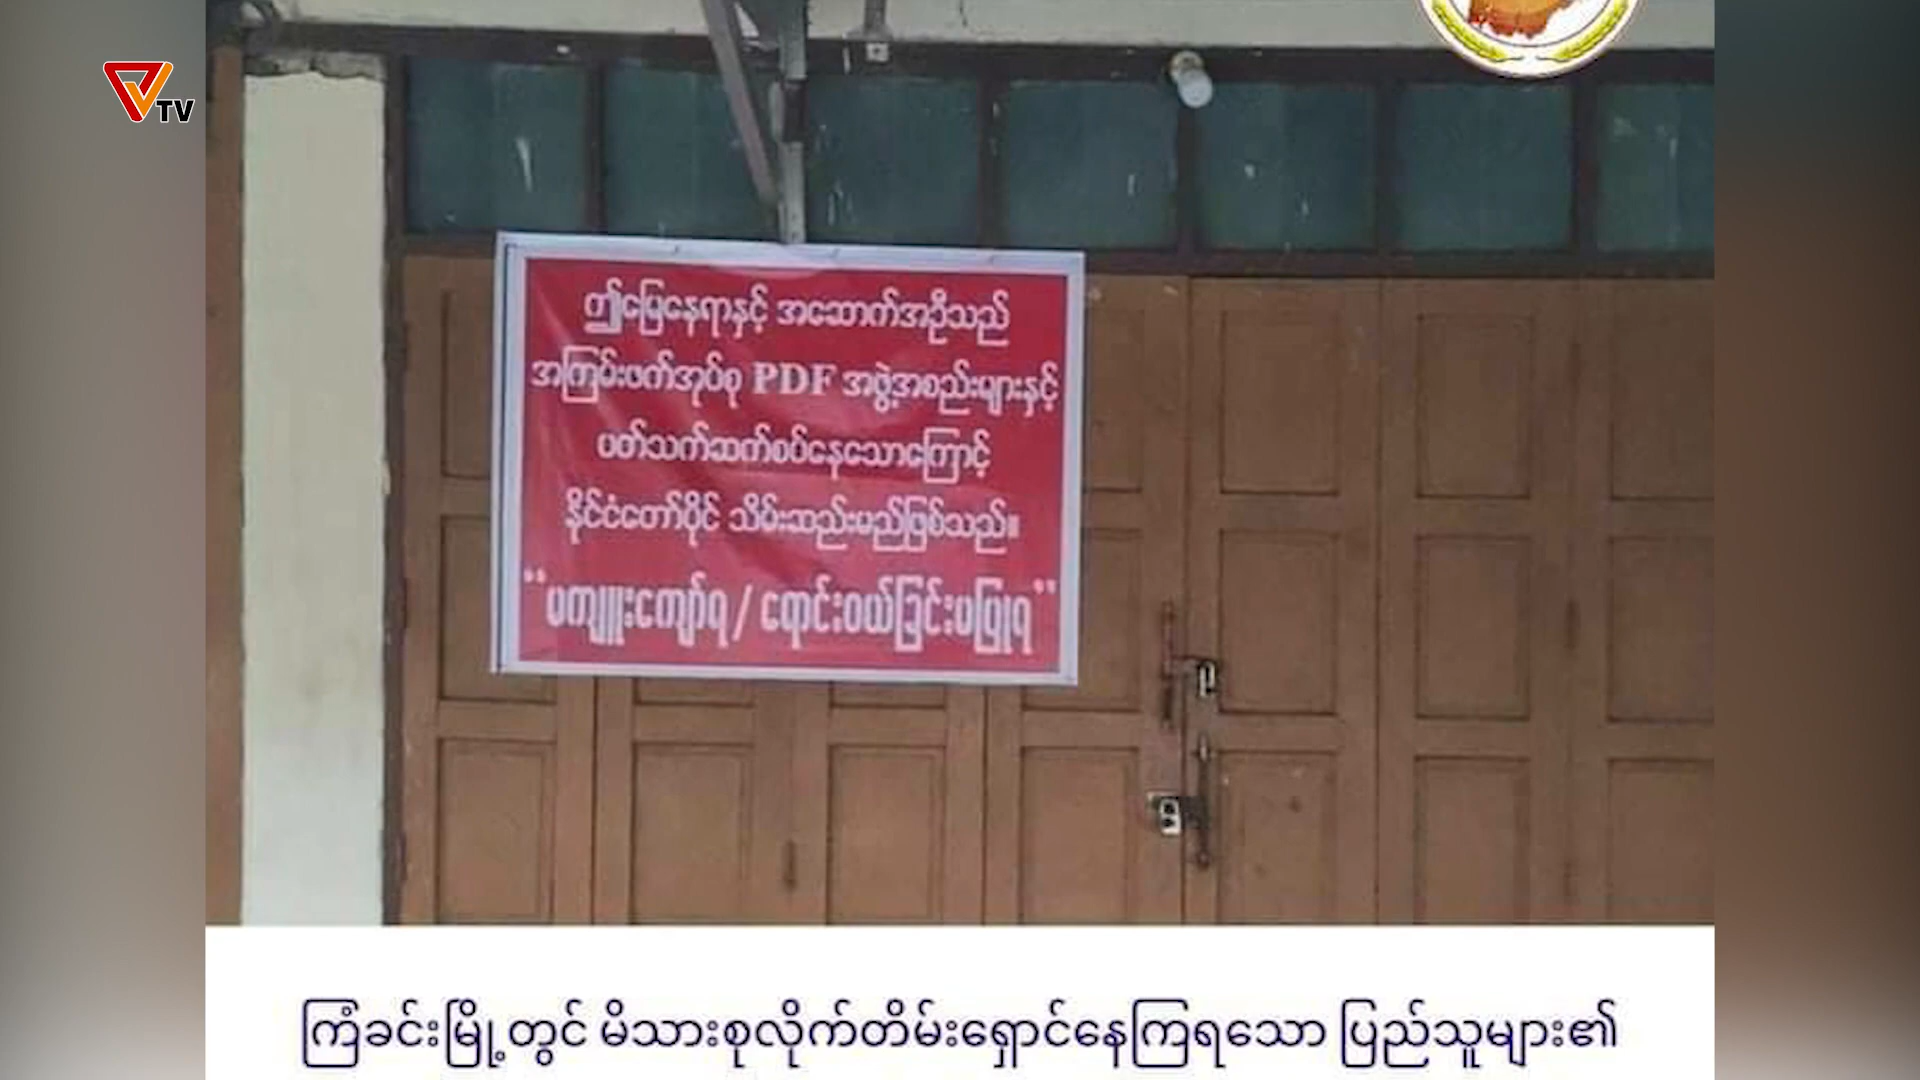 TV
ဤမြေနေရာနှင့် အဆောက်အဦသည်
အကြမ်းဖက်အုပ်စု PDF အဖွဲ့အစည်းများနှင့်
ပတ်သက်ဆက်စပ်နေသောကြောင့်
နိုင်ငံတော်ပိုင် သိမ်းဆည်းမည်ဖြစ်သည်။
"မကျူးကျော်ရ / ရောင်းဝယ်ခြင်းမပြုရ"
ကြံခင်းမြို့တွင် မိသားစုလိုက်တိမ်းရှောင်နေကြရသော ပြည်သူများ၏